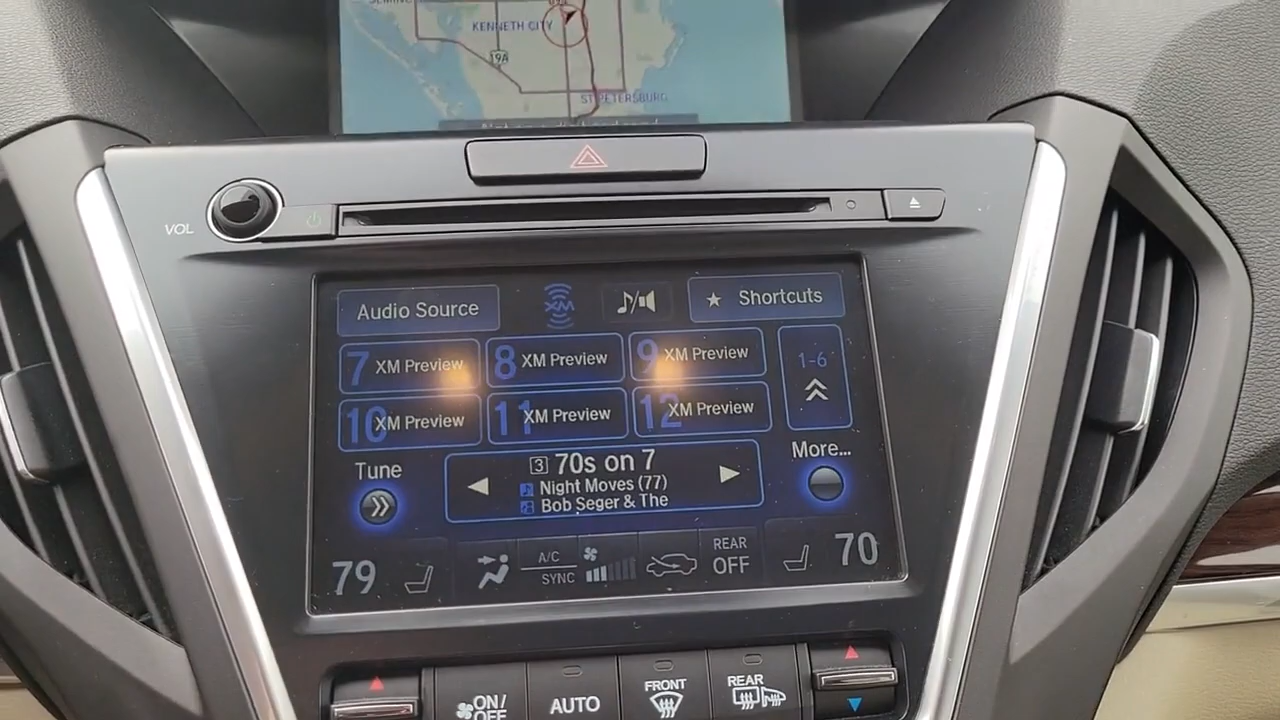 KENNETH CITY
19A
ST PETERSBURG
VOL
Audio Source
XM
Shortcuts
7 XM Preview
8 XM Preview
9 XM Preview
1-6
10 XM Preview
11 XM Preview
12 XM Preview
Tune
3 70s on 7
Night Moves (77)
Bob Seger & The
More...
79
A/C
SYNC
REAR
OFF
70
ON/
OFF
AUTO
FRONT
REAR